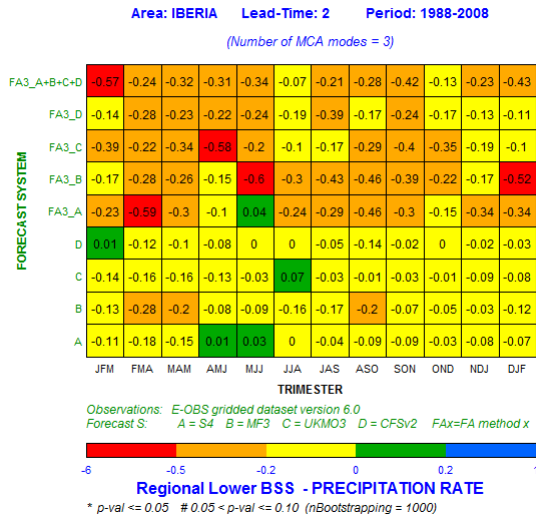 Area: IBERIA Lead-Time: 2 Period: 1988-2008
(Number of MCA modes = 3)
FORECAST SYSTEM
FA3_A+B+C+D -0.57 -0.24 -0.32 -0.31 -0.34 -0.07 -0.21 -0.28 -0.42 -0.13 -0.23 -0.43
FA3_D -0.14 -0.28 -0.23 -0.22 -0.24 -0.19 -0.39 -0.17 -0.24 -0.17 -0.13 -0.11
FA3_C -0.39 -0.22 -0.34 -0.58 -0.2 -0.1 -0.17 -0.29 -0.4 -0.35 -0.19 -0.1
FA3_B -0.17 -0.28 -0.26 -0.15 -0.6 -0.3 -0.43 -0.46 -0.39 -0.22 -0.17 -0.52
FA3_A -0.23 -0.59 -0.3 -0.1 0.04 -0.24 -0.29 -0.46 -0.3 -0.15 -0.34 -0.34
D 0.01 -0.12 -0.1 -0.08 0 0 -0.05 -0.14 -0.02 0 -0.02 -0.03
C -0.14 -0.16 -0.16 -0.13 -0.03 0.07 -0.03 -0.01 -0.03 -0.01 -0.09 -0.08
B -0.13 -0.28 -0.2 -0.08 -0.09 -0.16 -0.17 -0.2 -0.07 -0.05 -0.03 -0.12
A -0.11 -0.18 -0.15 0.01 0.03 0 -0.04 -0.09 -0.09 -0.03 -0.08 -0.07
JFM FMA MAM AMJ MJJ JJA JAS ASO SON OND NDJ DJF
TRIMESTER
Observations: E-OBS gridded dataset version 6.0
Forecast S: A = S4 B = MF3 C = UKMO3 D = CFSv2 FAx=FA method x
-6 -0.5 -0.2 0 0.2 1
Regional Lower BSS - PRECIPITATION RATE
* p-val <= 0.05 # 0.05 < p-val <= 0.10 (nBootstrapping = 1000)